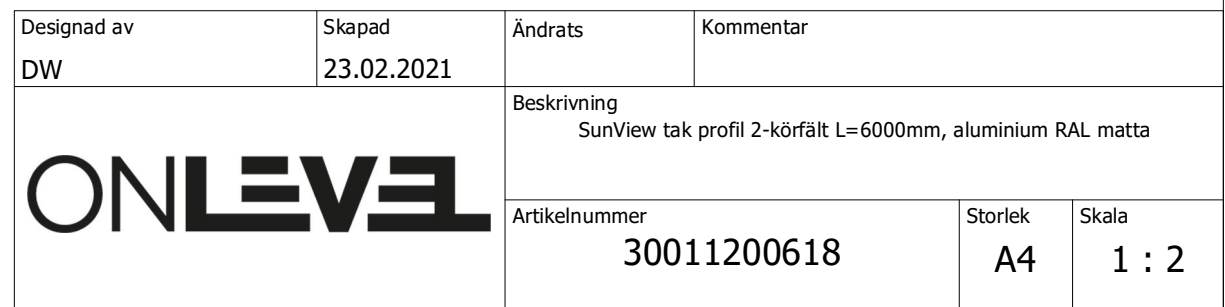 Designad av
DW
Skapad
23.02.2021
Ändrats
Kommentar
ONLEVEL
Beskrivning
SunView tak profil 2-körfält L=6000mm, aluminium RAL matta
Artikelnummer
30011200618
Storlek
A4
Skala
1 : 2